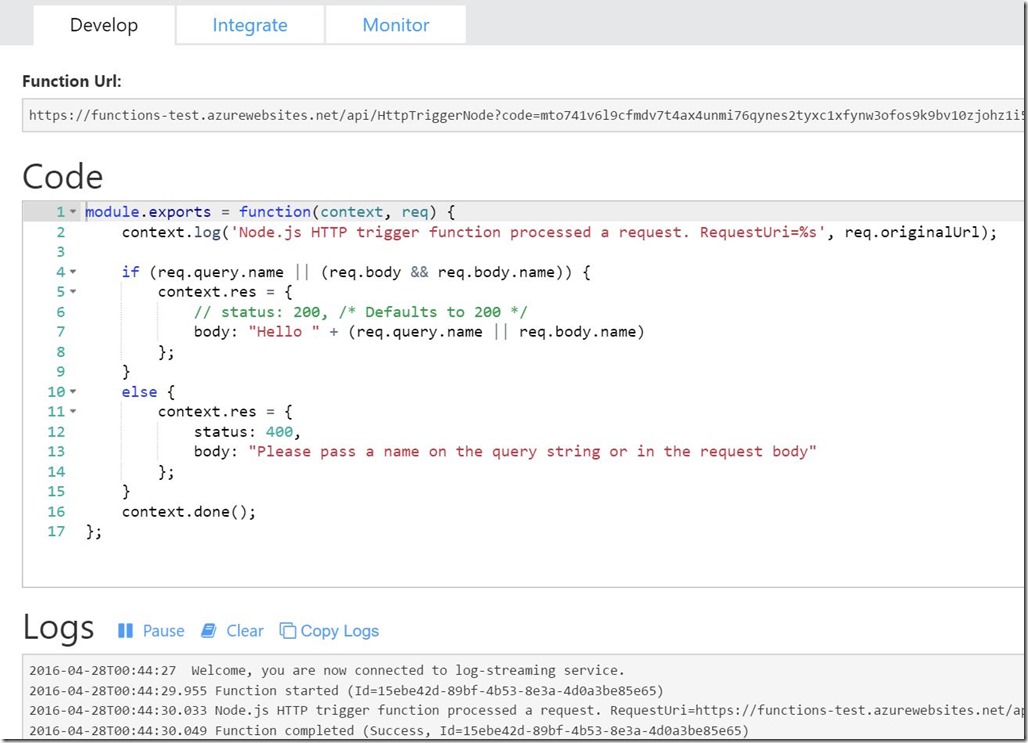 Develop Integrate Monitor
Function Url:
https://functions-test.azurewebsites.net/api/HttpTriggerNode?code=mto741v6l9cfmdv7t4ax4unmi76qynes2tyxc1xfynw3ofos9k9bv10zjohz1i5
Code
1 module.exports = function(context, req) {
2 context.log('Node.js HTTP trigger function processed a request. RequestUri=%s', req.originalUrl);
3
4 if (req.query.name || (req.body && req.body.name)) {
5 context.res = {
6 // status: 200, /* Defaults to 200 */
7 body: "Hello " + (req.query.name || req.body.name)
8 };
9 }
10 else {
11 context.res = {
12 status: 400,
13 body: "Please pass a name on the query string or in the request body"
14 };
15 }
16 context.done();
17 };
Logs Pause Clear Copy Logs
2016-04-28T00:44:27 Welcome, you are now connected to log-streaming service.
2016-04-28T00:44:29.955 Function started (Id=15ebe42d-89bf-4b53-8e3a-4d0a3be85e65)
2016-04-28T00:44:30.033 Node.js HTTP trigger function processed a request. RequestUri=https://functions-test.azurewebsites.net/ap
2016-04-28T00:44:30.049 Function completed (Success, Id=15ebe42d-89bf-4b53-8e3a-4d0a3be85e65)